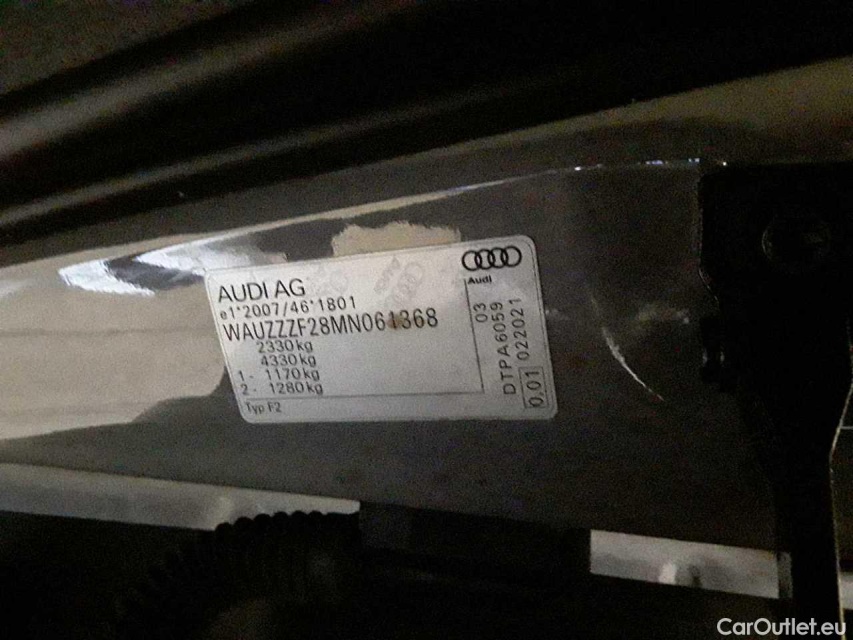 AUDI AG
e1*2007/46*1801
WAUZZZF28MN061368
2330kg
4330kg
1 - 1170kg
2 - 1280kg
Typ F2
Audi
03
DTPA6059
022021
0,01
CarOutlet.eu